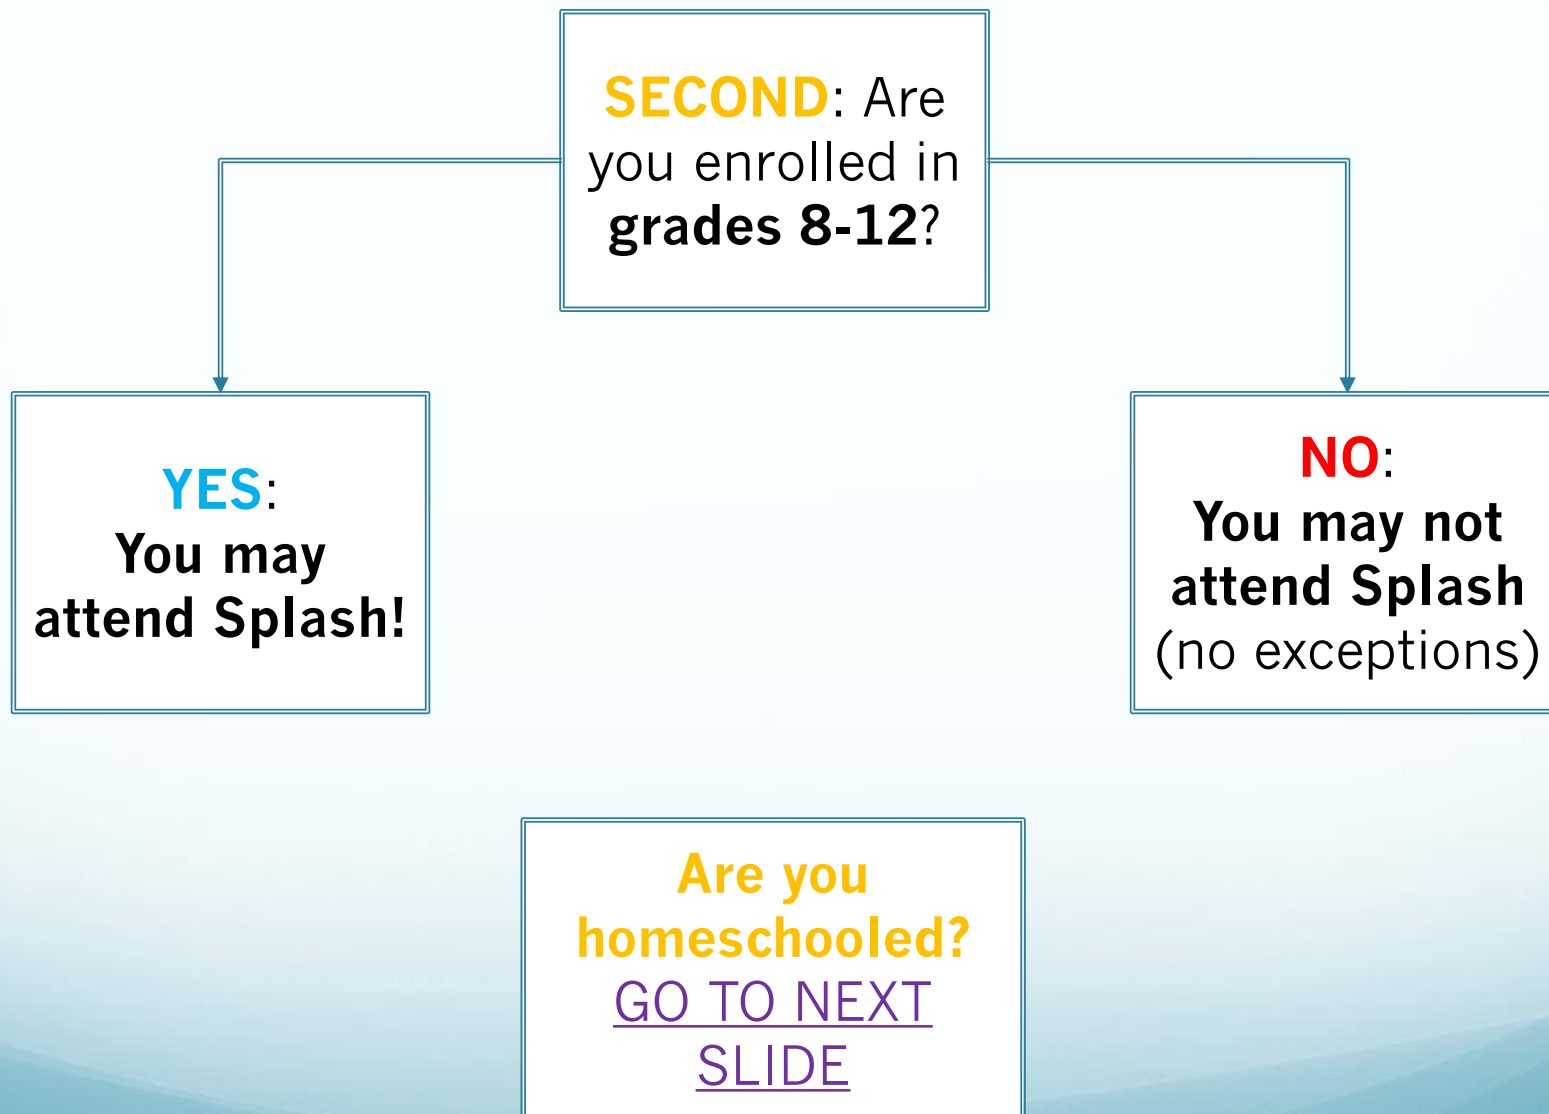 SECOND: Are
you enrolled in
grades 8-12?
YES:
You may
attend Splash!
NO:
You may not
attend Splash
(no exceptions)
Are you
homeschooled?
GO TO NEXT
SLIDE